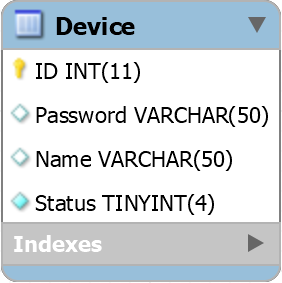 Device
ID INT(11)
Password VARCHAR(50)
Name VARCHAR(50)
Status TINYINT(4)
Indexes